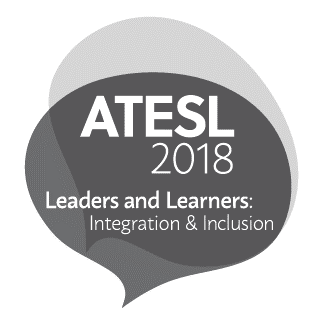 ATESL
2018
Leaders and Learners:
Integration & Inclusion